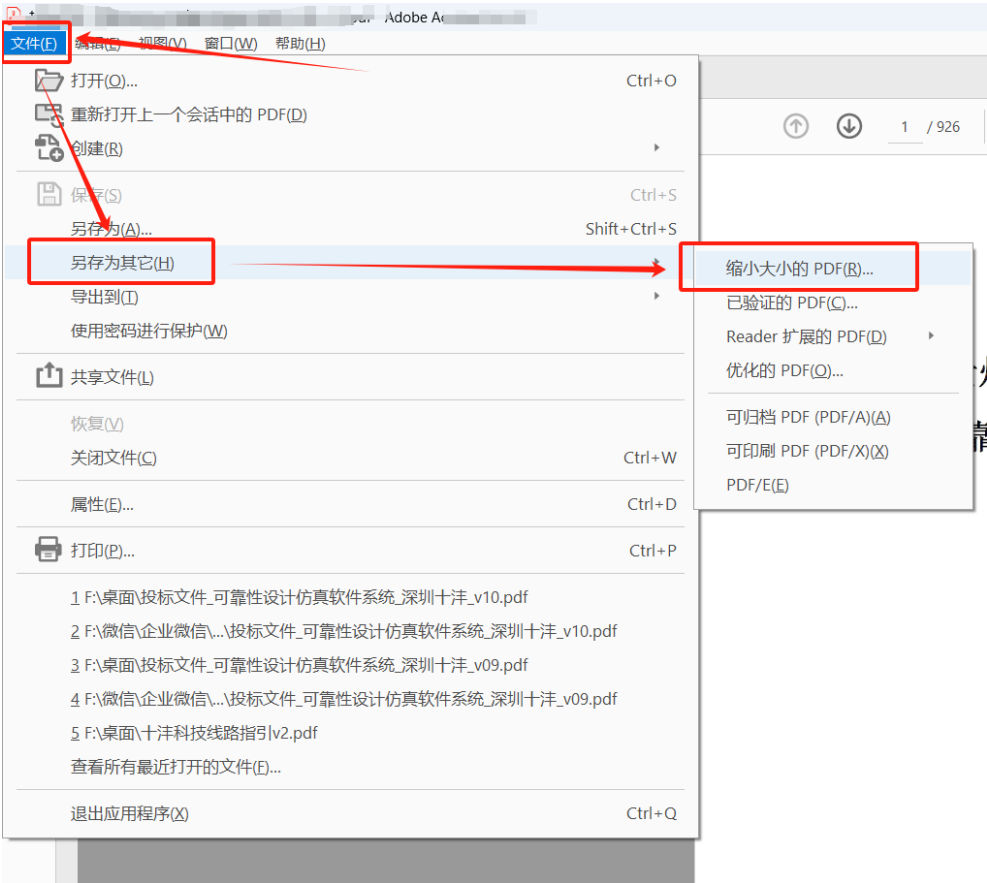 Adobe
文件(F) 编辑(E) 视图(V) 窗口(W) 帮助(H)
打开(O)... Ctrl+O
重新打开上一个会话中的 PDF(D)
创建(R)
1 / 926
保存(S) Ctrl+S
另存为(A)... Shift+Ctrl+S
另存为其它(H)
导出到(T)
使用密码进行保护(W)
共享文件(L)
恢复(V)
关闭文件(C) Ctrl+W
属性(E)... Ctrl+D
打印(P)... Ctrl+P
1 F:\桌面\投标文件_可靠性设计仿真软件系统_深圳十沣_v10.pdf
2 F:\微信\企业微信\...\投标文件_可靠性设计仿真软件系统_深圳十沣_v10.pdf
3 F:\桌面\投标文件_可靠性设计仿真软件系统_深圳十沣_v09.pdf
4 F:\微信\企业微信\...\投标文件_可靠性设计仿真软件系统_深圳十沣_v09.pdf
5 F:\桌面\十沣科技线路指引v2.pdf
查看所有最近打开的文件(F)...
退出应用程序(X) Ctrl+Q
缩小大小的 PDF(R)...
已验证的 PDF(C)...
Reader 扩展的 PDF(D)
优化的 PDF(O)...
可归档 PDF (PDF/A)(A)
可印刷 PDF (PDF/X)(X)
PDF/E(E)